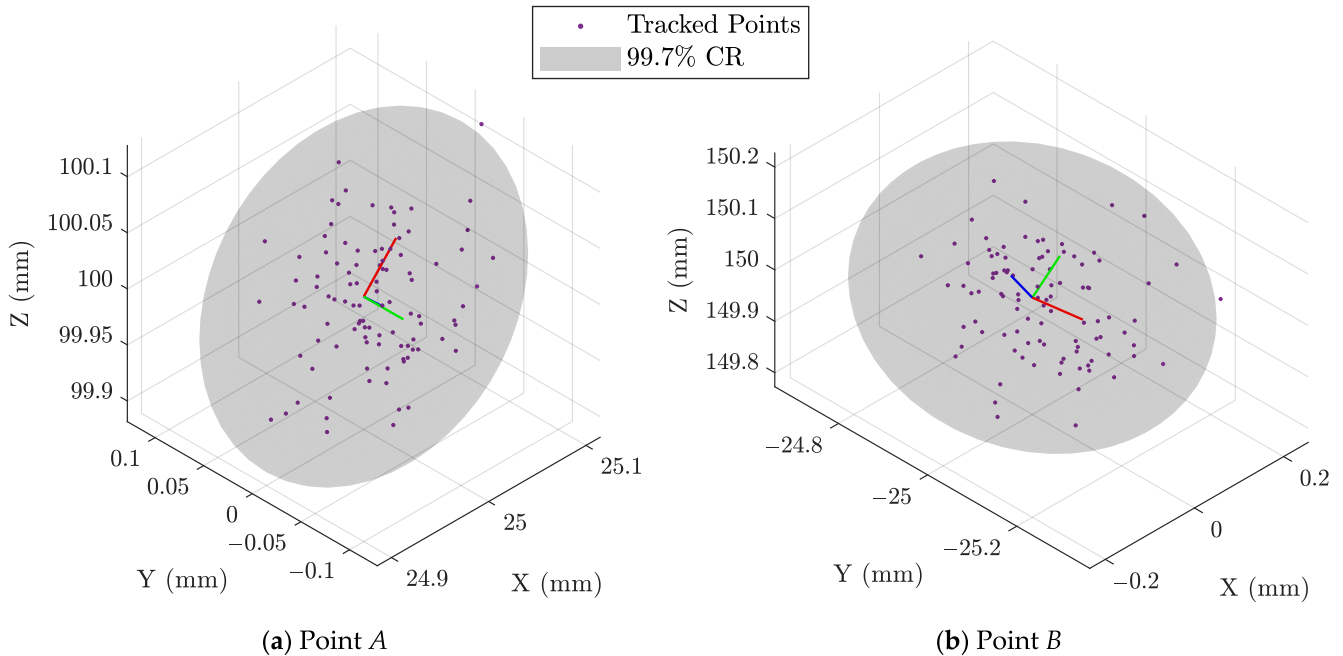 Tracked Points
99.7% CR
100.1
100.05
100
99.95
99.9
Z (mm)
0.1
0.05
0
−0.05
−0.1
Y (mm)
25.1
25
24.9
X (mm)
(a) Point A
150.2
150.1
150
149.9
149.8
Z (mm)
−24.8
−25
−25.2
Y (mm)
0.2
0
−0.2
X (mm)
(b) Point B